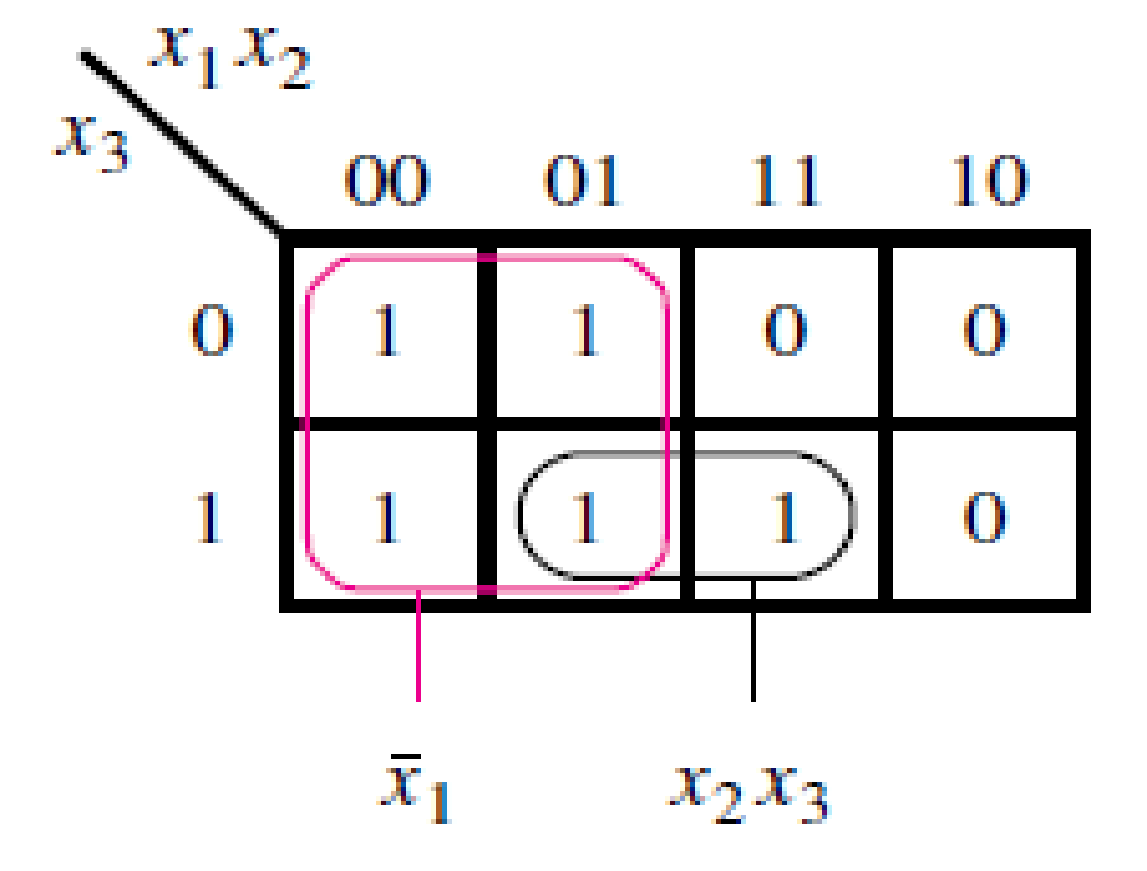 x₁x₂
x₃
00 01 11 10
0 1 1 0 0
1 1 1 1 0
x̄₁ x₂x₃